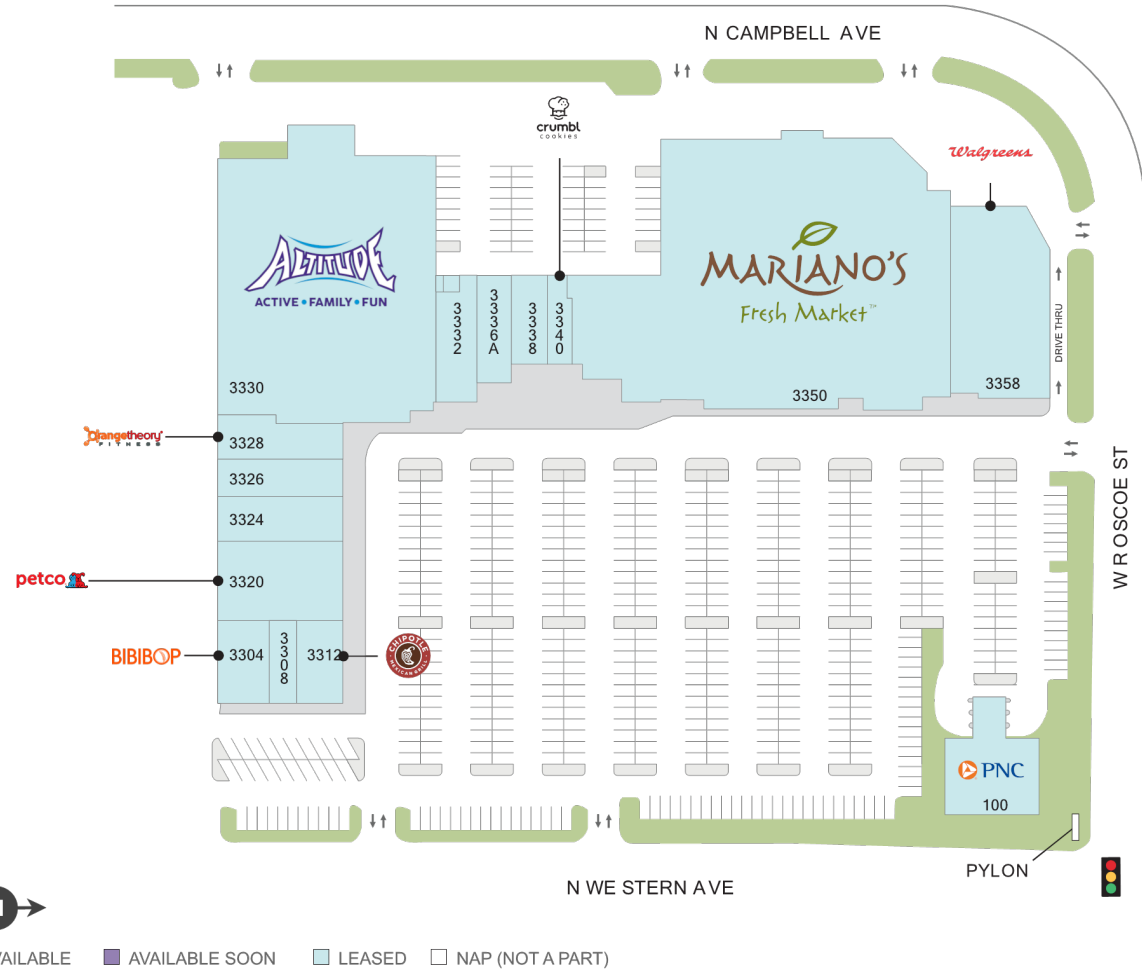 N CAMPBELL AVE
crumbl
cookies
Walgreens
ALTITUDE
ACTIVE • FAMILY • FUN
MARIANO'S
Fresh Market™
3332
3336A
3338
3340
DRIVE THRU
3330
3350
3358
orangetheory®
FITNESS
3328
3326
3324
W ROSCOE ST
petco
3320
BIBIBOP
3304
3308
3312
CHIPOTLE
MEXICAN GRILL
PNC
100
PYLON
N WE STERN AVE
AVAILABLE SOON
LEASED
NAP (NOT A PART)